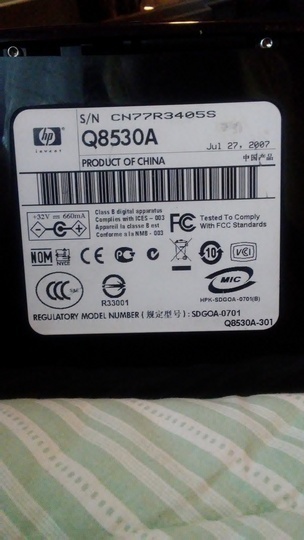 S/N CN77R3405S
hp
invent
Q8530A
Jul 27, 2007
PRODUCT OF CHINA
中国产品
+32V 660mA
Class B digital apparatus
Complies with ICES - 003
Appareil la classe B est
Conforme a la NMB - 003
FC Tested To Comply
With FCC Standards
NOM
NYCE
CE
N
10
VCI
CCC
R33001
MIC
HPK-SDGOA-0701(B)
REGULATORY MODEL NUMBER (规定型号): SDGOA-0701
Q8530A-301